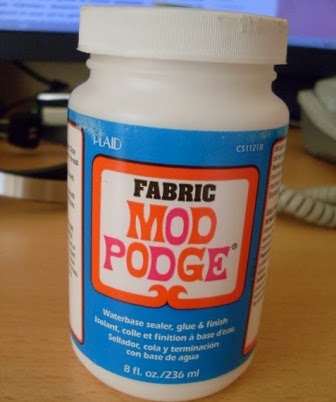 PLAID
CS11218
FABRIC
MOD
PODGE®
Waterbase sealer, glue & finish
Isolant, colle et finition à base d'eau
Sellador, cola y terminación
con base de agua
8 fl. oz./236 ml